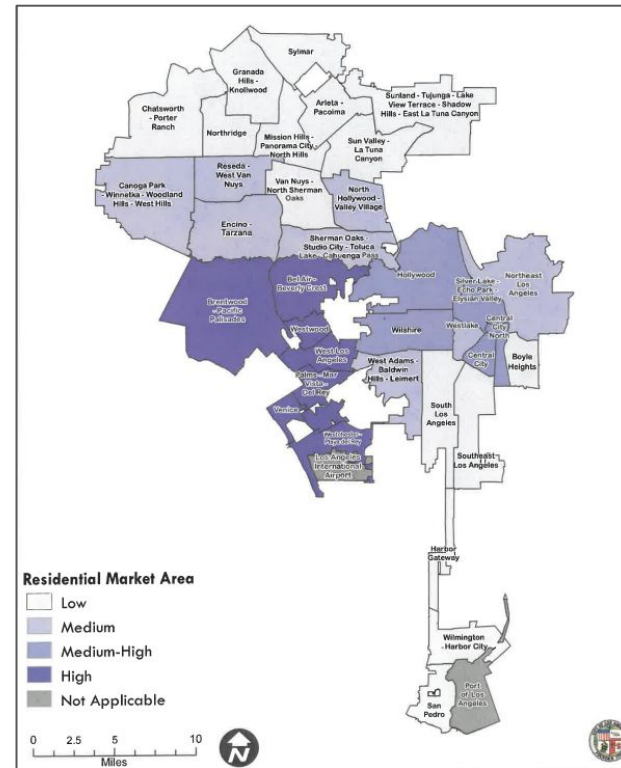 Sylmar
Granada
Hills -
Knollwood
Sunland - Tujunga - Lake
View Terrace - Shadow
Hills - East La Tuna Canyon
Arleta -
Pacoima
Chatsworth -
Porter
Ranch
Northridge
Mission Hills -
Panorama City -
North Hills
Sun Valley -
La Tuna
Canyon
Reseda -
West Van
Nuys
Canoga Park
- Winnetka - Woodland
Hills - West Hills
Van Nuys -
North Sherman
Oaks
North
Hollywood -
Valley Village
Encino -
Tarzana
Sherman Oaks -
Studio City - Toluca
Lake - Cahuenga Pass
Hollywood
Bel Air -
Beverly Crest
Silver Lake -
Echo Park -
Elysian Valley
Northeast
Los
Angeles
Brentwood
- Pacific
Palisades
Westwood
Wilshire
Westlake
Central
City
North
Central
City
Boyle
Heights
West Los
Angeles
West Adams -
Baldwin
Hills - Leimert
Palms - Mar
Vista -
Del Rey
South
Los
Angeles
Venice
Southeast
Los Angeles
Westchester -
Playa del Rey
Los Angeles
International
Airport
Harbor
Gateway
Wilmington
- Harbor City
Port
of Los
Angeles
San
Pedro
Residential Market Area
Low
Medium
Medium-High
High
Not Applicable
0 2.5 5 10
Miles
N